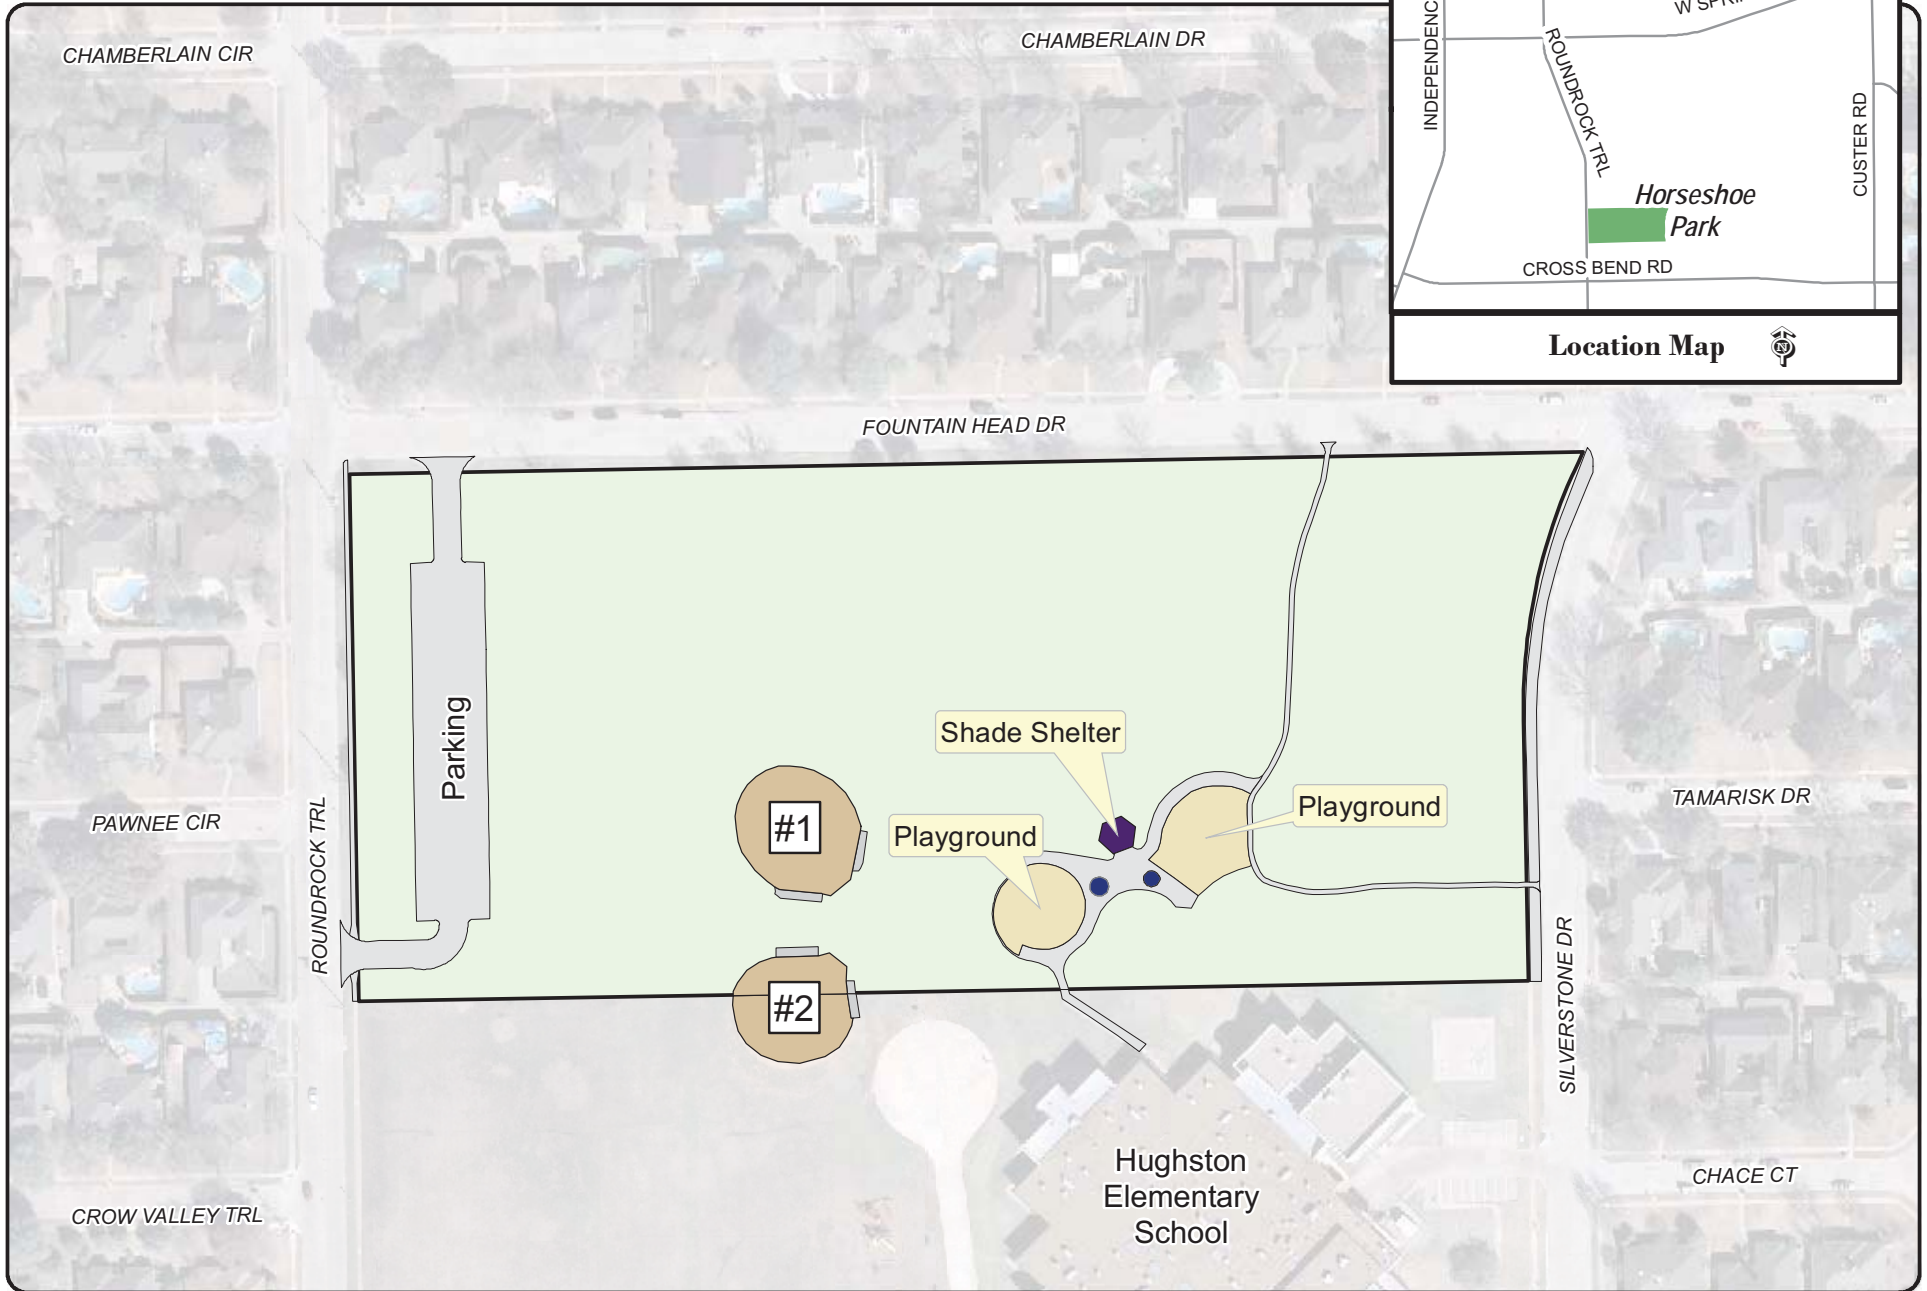 CHAMBERLAIN CIR
CHAMBERLAIN DR
INDEPENDENC
ROUNDROCK TRL
CUSTER RD
Horseshoe
Park
CROSS BEND RD
Location Map
N
FOUNTAIN HEAD DR
Parking
Shade Shelter
Playground
Playground
#1
#2
PAWNEE CIR
ROUNDROCK TRL
TAMARISK DR
SILVERSTONE DR
Hughston
Elementary
School
CHACE CT
CROW VALLEY TRL